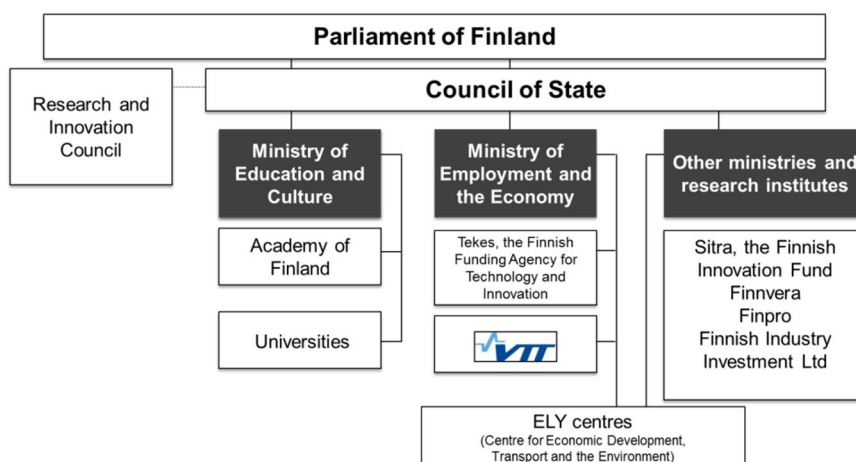 Parliament of Finland
Research and
Innovation
Council
Council of State
Ministry of
Education and
Culture
Ministry of
Employment and
the Economy
Other ministries and
research institutes
Academy of
Finland
Tekes, the Finnish
Funding Agency for
Technology and
Innovation
Sitra, the Finnish
Innovation Fund
Finnvera
Finpro
Finnish Industry
Investment Ltd
Universities
VTT
ELY centres
(Centre for Economic Development,
Transport and the Environment)